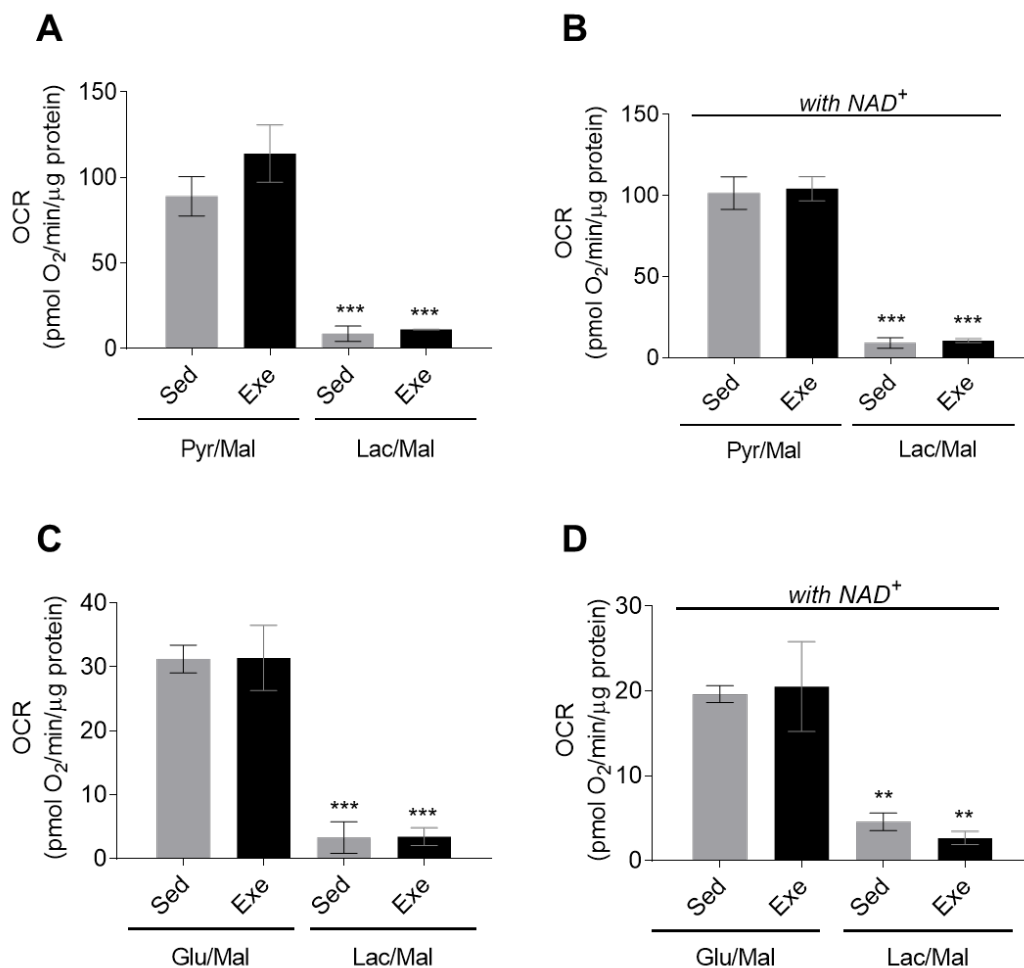 A
OCR
(pmol O₂/min/µg protein)
150
100
50
0
***
***
Sed
Exe
Sed
Exe
Pyr/Mal
Lac/Mal
B
with NAD⁺
OCR
(pmol O₂/min/µg protein)
150
100
50
0
***
***
Sed
Exe
Sed
Exe
Pyr/Mal
Lac/Mal
C
OCR
(pmol O₂/min/µg protein)
40
30
20
10
0
***
***
Sed
Exe
Sed
Exe
Glu/Mal
Lac/Mal
D
with NAD⁺
OCR
(pmol O₂/min/µg protein)
30
20
10
0
**
**
Sed
Exe
Sed
Exe
Glu/Mal
Lac/Mal